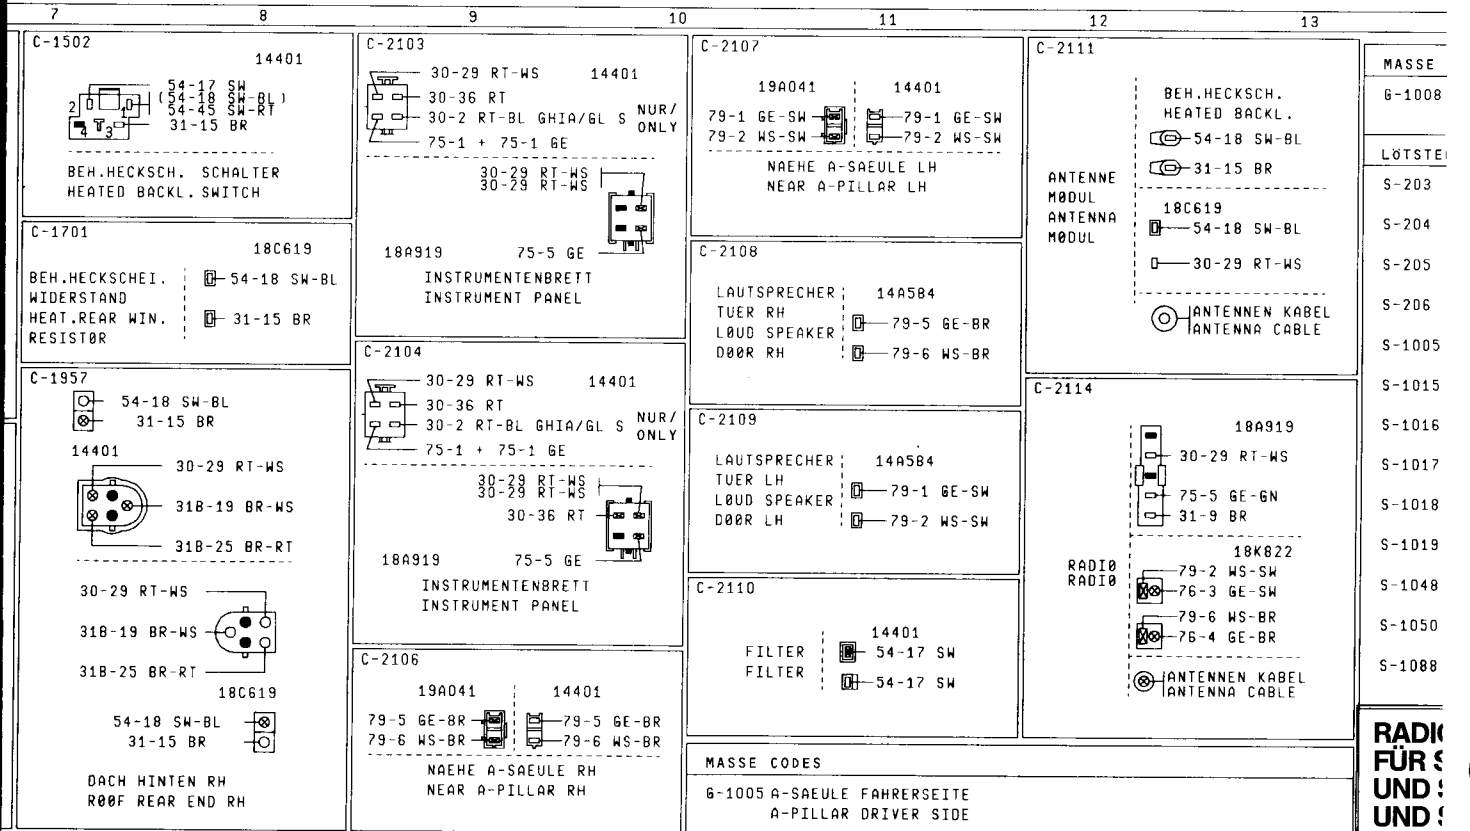 7 8 9 10 11 12 13
C-1502
14401
54-17 SW
(54-18 SW-BL)
54-45 SW-RT
31-15 BR
2 1
4 3
BEH.HECKSCH. SCHALTER
HEATED BACKL. SWITCH
C-1701
18C619
BEH.HECKSCHEI.
WIDERSTAND
HEAT.REAR WIN.
RESISTØR
54-18 SW-BL
31-15 BR
C-1957
54-18 SW-BL
31-15 BR
14401
30-29 RT-WS
31B-19 BR-WS
31B-25 BR-RT
30-29 RT-WS
31B-19 BR-WS
31B-25 BR-RT
18C619
54-18 SW-BL
31-15 BR
DACH HINTEN RH
RØØF REAR END RH
C-2103
30-29 RT-WS 14401
30-36 RT
30-2 RT-BL GHIA/GL S NUR/
ONLY
75-1 + 75-1 GE
30-29 RT-WS
30-29 RT-WS
18A919 75-5 GE
INSTRUMENTENBRETT
INSTRUMENT PANEL
C-2104
30-29 RT-WS 14401
30-36 RT
30-2 RT-BL GHIA/GL S NUR/
ONLY
75-1 + 75-1 GE
30-29 RT-WS
30-29 RT-WS
30-36 RT
18A919 75-5 GE
INSTRUMENTENBRETT
INSTRUMENT PANEL
C-2106
19A041 14401
79-5 GE-BR 79-5 GE-BR
79-6 WS-BR 79-6 WS-BR
NAEHE A-SAEULE RH
NEAR A-PILLAR RH
C-2107
19A041 14401
79-1 GE-SW 79-1 GE-SW
79-2 WS-SW 79-2 WS-SW
NAEHE A-SAEULE LH
NEAR A-PILLAR LH
C-2108
LAUTSPRECHER 14A584
TUER RH
LØUD SPEAKER
DØØR RH
79-5 GE-BR
79-6 WS-BR
C-2109
LAUTSPRECHER 14A584
TUER LH
LØUD SPEAKER
DØØR LH
79-1 GE-SW
79-2 WS-SW
C-2110
14401
FILTER 54-17 SW
FILTER 54-17 SW
MASSE CODES
G-1005 A-SAEULE FAHRERSEITE
A-PILLAR DRIVER SIDE
C-2111
BEH.HECKSCH.
HEATED BACKL.
54-18 SW-BL
31-15 BR
ANTENNE
MØDUL
ANTENNA
MØDUL
18C619
54-18 SW-BL
30-29 RT-WS
ANTENNEN KABEL
ANTENNA CABLE
C-2114
18A919
30-29 RT-WS
75-5 GE-GN
31-9 BR
18K822
RADIØ
RADIØ
79-2 WS-SW
76-3 GE-SW
79-6 WS-BR
76-4 GE-BR
ANTENNEN KABEL
ANTENNA CABLE
MASSE
G-1008
LÖTSTE
S-203
S-204
S-205
S-206
S-1005
S-1015
S-1016
S-1017
S-1018
S-1019
S-1048
S-1050
S-1088
RADI
FÜR S
UND
UND